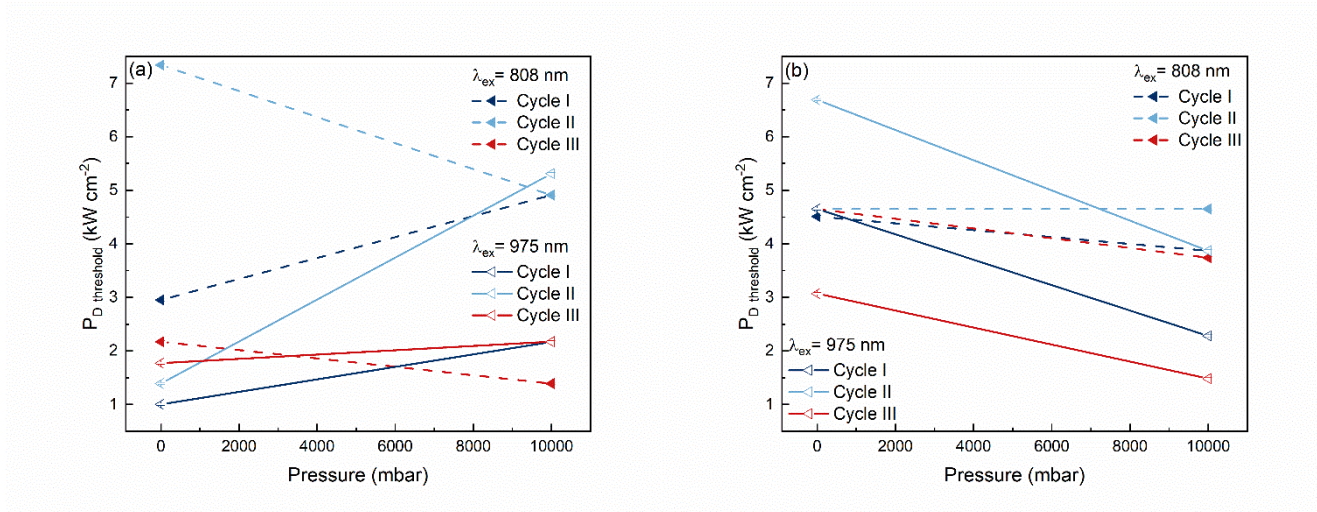 (a)
λex= 808 nm
Cycle I
Cycle II
Cycle III
λex= 975 nm
Cycle I
Cycle II
Cycle III
7
6
5
4
3
2
1
PD threshold (kW cm-2)
0 2000 4000 6000 8000 10000
Pressure (mbar)
(b)
λex= 808 nm
Cycle I
Cycle II
Cycle III
λex= 975 nm
Cycle I
Cycle II
Cycle III
7
6
5
4
3
2
1
PD threshold (kW cm-2)
0 2000 4000 6000 8000 10000
Pressure (mbar)